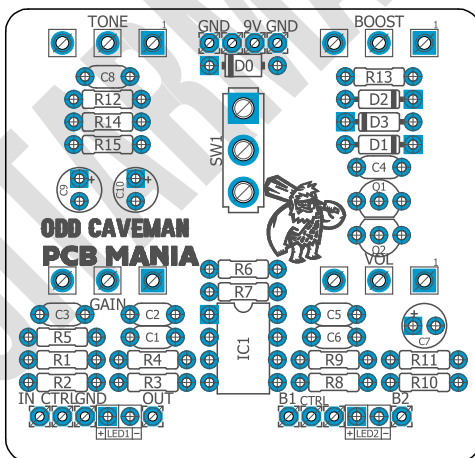 TONE
GND 9V GND
BOOST
1
1
C8
D0
R13
R12
D2
R14
D3
R15
SW1
D1
C4
C9 +
C10 +
Q1
ODD CAVEMAN
PCB MANIA
Q2
R6
VOL
1
GAIN
R7
C3
C2
C5
+
C7
R5
C1
IC1
C6
R1
R4
R9
R11
R2
R3
R8
R10
IN CTRL GND
OUT
B1 CTRL
B2
+ LED1 -
+ LED2 -